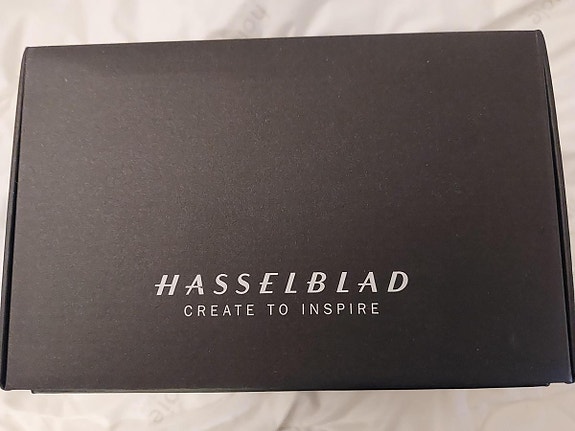 HASSELBLAD
CREATE TO INSPIRE